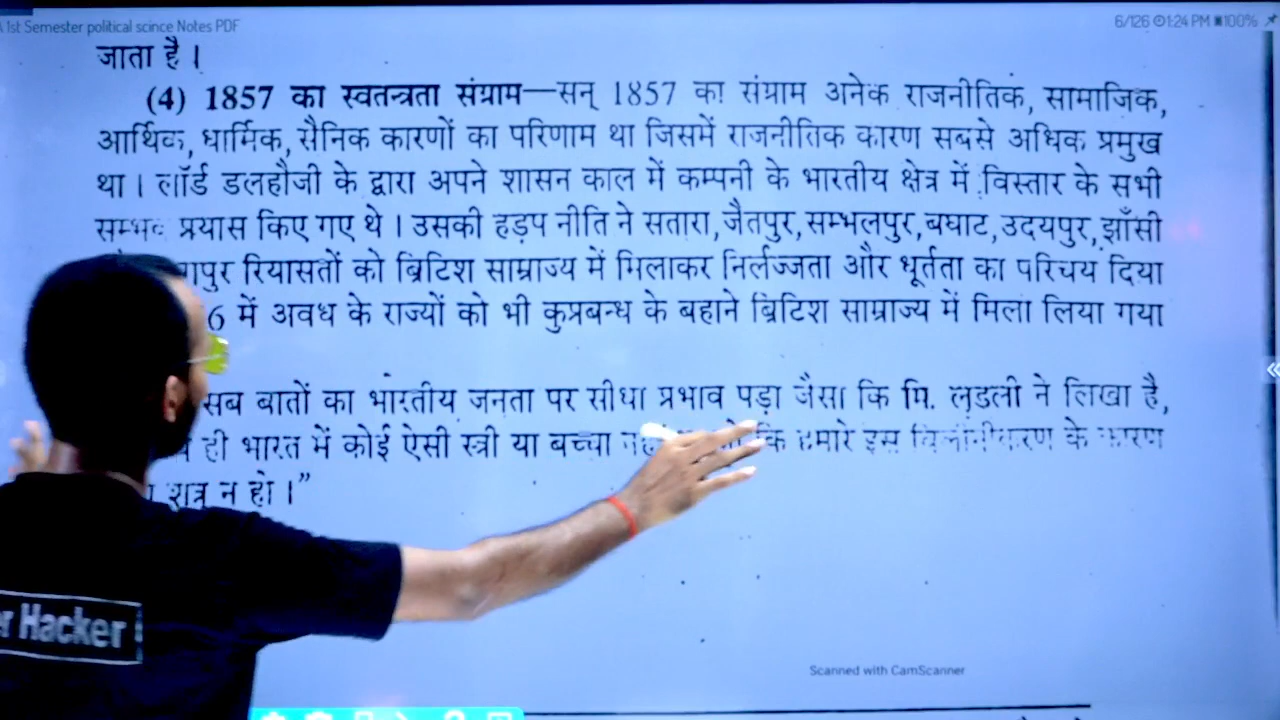 1st Semester political scince Notes PDF
6/126 1:24 PM 100%
जाता है ।
(4) 1857 का स्वतन्त्रता संग्राम—सन् 1857 का संग्राम अनेक राजनीतिक, सामाजिक,
आर्थिक, धार्मिक, सैनिक कारणों का परिणाम था जिसमें राजनीतिक कारण सबसे अधिक प्रमुख
था । लॉर्ड डलहौजी के द्वारा अपने शासन काल में कम्पनी के भारतीय क्षेत्र में विस्तार के सभी
सम्भव प्रयास किए गए थे । उसकी हड़प नीति ने सतारा, जैतपुर, सम्भलपुर, बघाट, उदयपुर, झाँसी
रियासतों को ब्रिटिश साम्राज्य में मिलाकर निर्लज्जता और धूर्तता का परिचय दिया
6 में अवध के राज्यों को भी कुप्रबन्ध के बहाने ब्रिटिश साम्राज्य में मिला लिया गया
सब बातों का भारतीय जनता पर सीधा प्रभाव पड़ा जैसा कि मि. लुडली ने लिखा है,
ही भारत में कोई ऐसी स्त्री या बच्चा कि हमारे इस विलीनीकरण के कारण
शत्रु न हो ।”
Hacker
Scanned with CamScanner